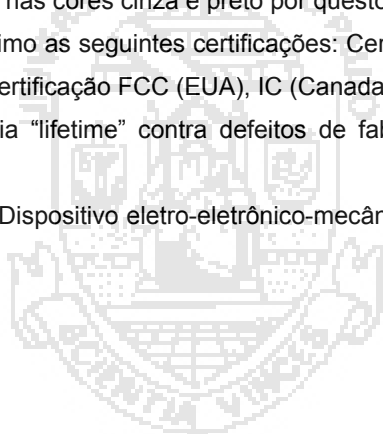 nas cores cinza e preto por questõ
imo as seguintes certificações: Cer
ertificação FCC (EUA), IC (Canada
ia “lifetime” contra defeitos de fab
Dispositivo eletro-eletrônico-mecân